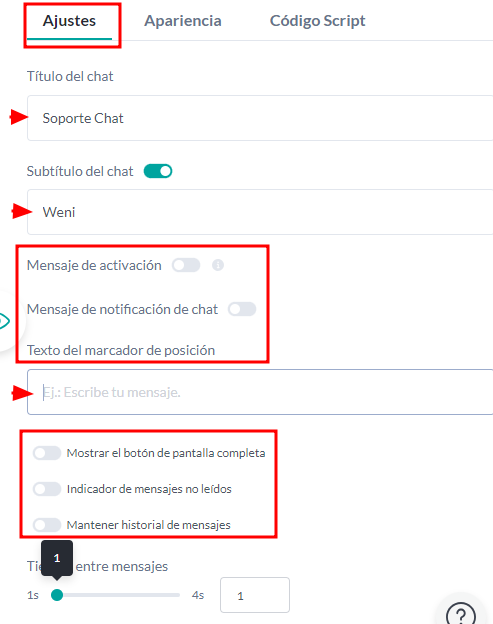 Ajustes Apariencia Código Script
Título del chat
Soporte Chat
Subtítulo del chat
Weni
Mensaje de activación
Mensaje de notificación de chat
Texto del marcador de posición
Ej.: Escribe tu mensaje.
Mostrar el botón de pantalla completa
Indicador de mensajes no leídos
Mantener historial de mensajes
1
entre mensajes
1s 4s 1